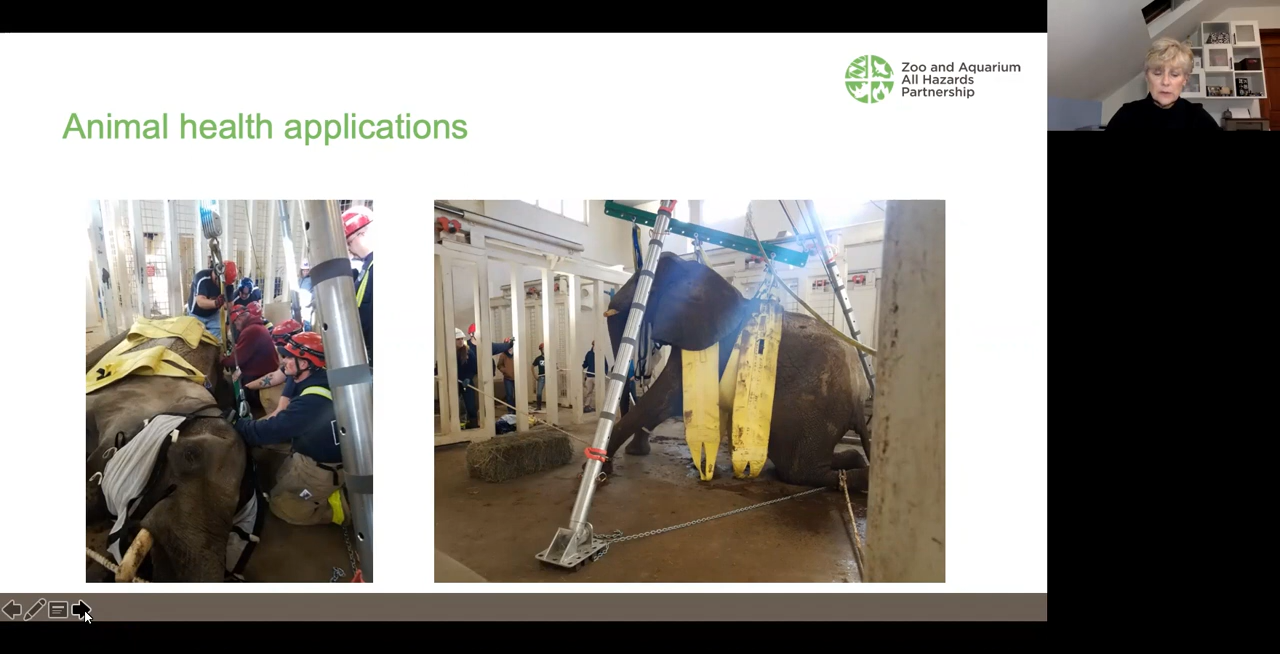 Zoo and Aquarium
All Hazards
Partnership
Animal health applications